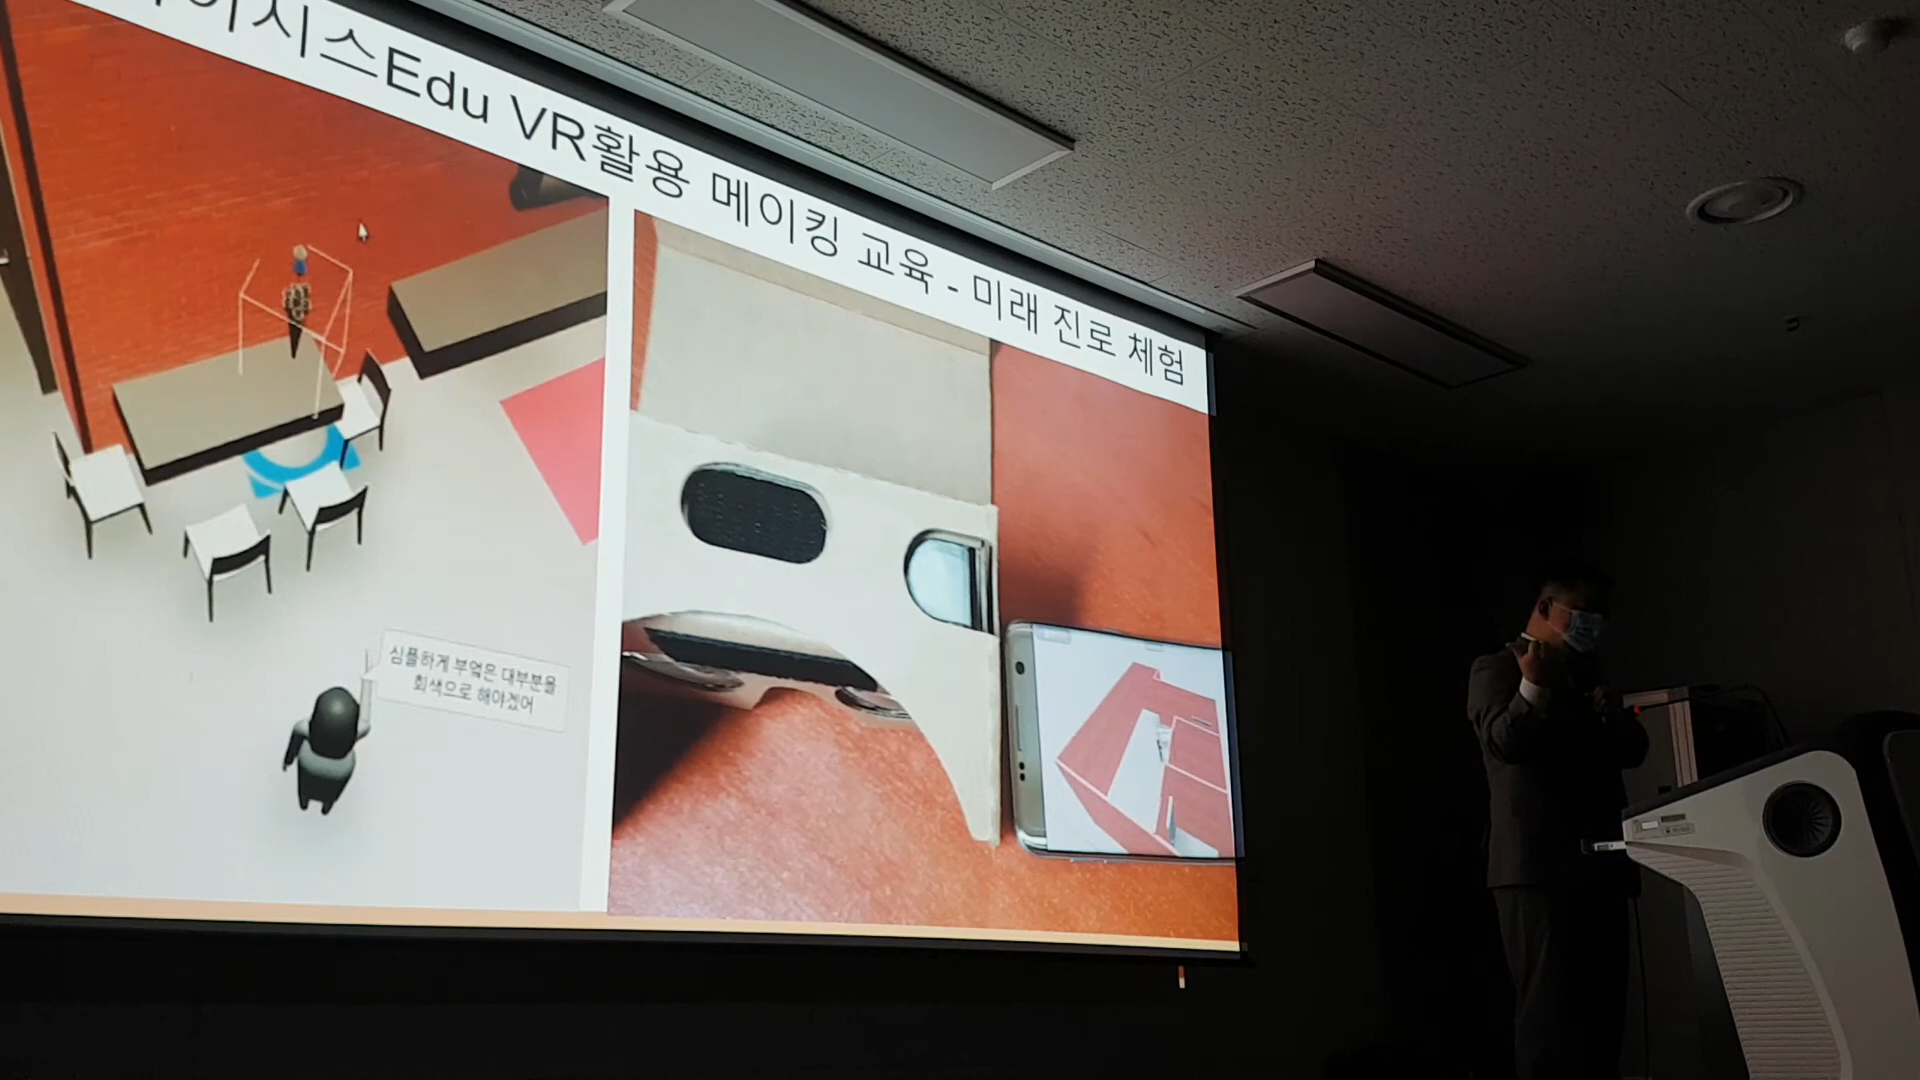 이시스Edu VR활용 메이킹 교육 - 미래 진로 체험
심플하게 부엌은 대부분을
회색으로 해야겠어